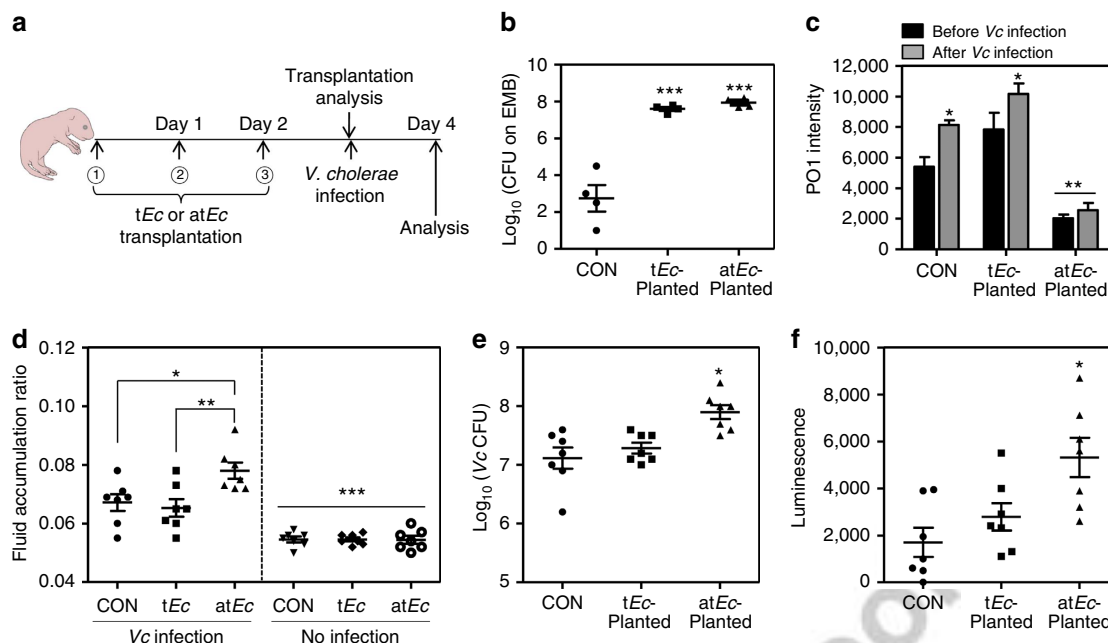 a
Transplantation
analysis
Day 1
Day 2
Day 4
1
2
3
V. cholerae
infection
tEc or atEc
transplantation
Analysis
b
Log10 (CFU on EMB)
10
8
6
4
2
0
***
***
CON
tEc-
Planted
atEc-
Planted
c
Before Vc infection
After Vc infection
PO1 intensity
12,000
10,000
8,000
6,000
4,000
2,000
0
*
*
**
CON
tEc-
Planted
atEc-
Planted
d
Fluid accumulation ratio
0.12
0.10
0.08
0.06
0.04
*
**
***
CON
tEc
atEc
CON
tEc
atEc
Vc infection
No infection
e
Log10 (Vc CFU)
9
8
7
6
5
*
CON
tEc-
Planted
atEc-
Planted
f
Luminescence
10,000
8,000
6,000
4,000
2,000
0
*
CON
tEc-
Planted
atEc-
Planted